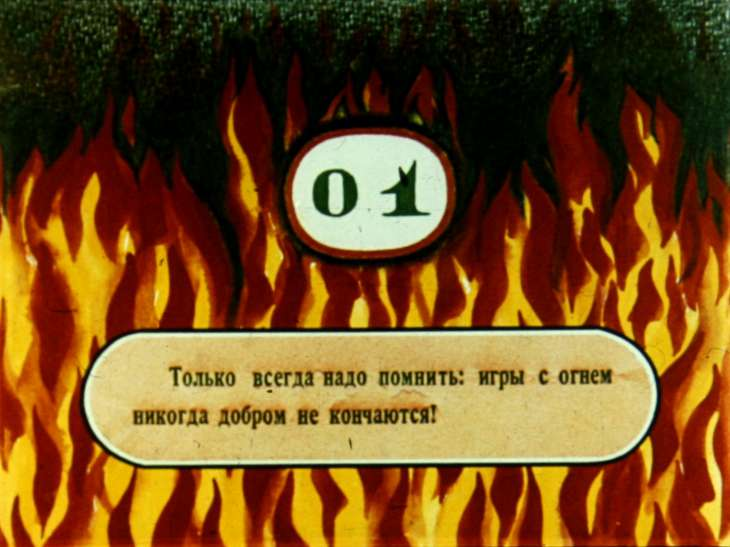 01
Только всегда надо помнить: игры с огнем
никогда добром не кончаются!